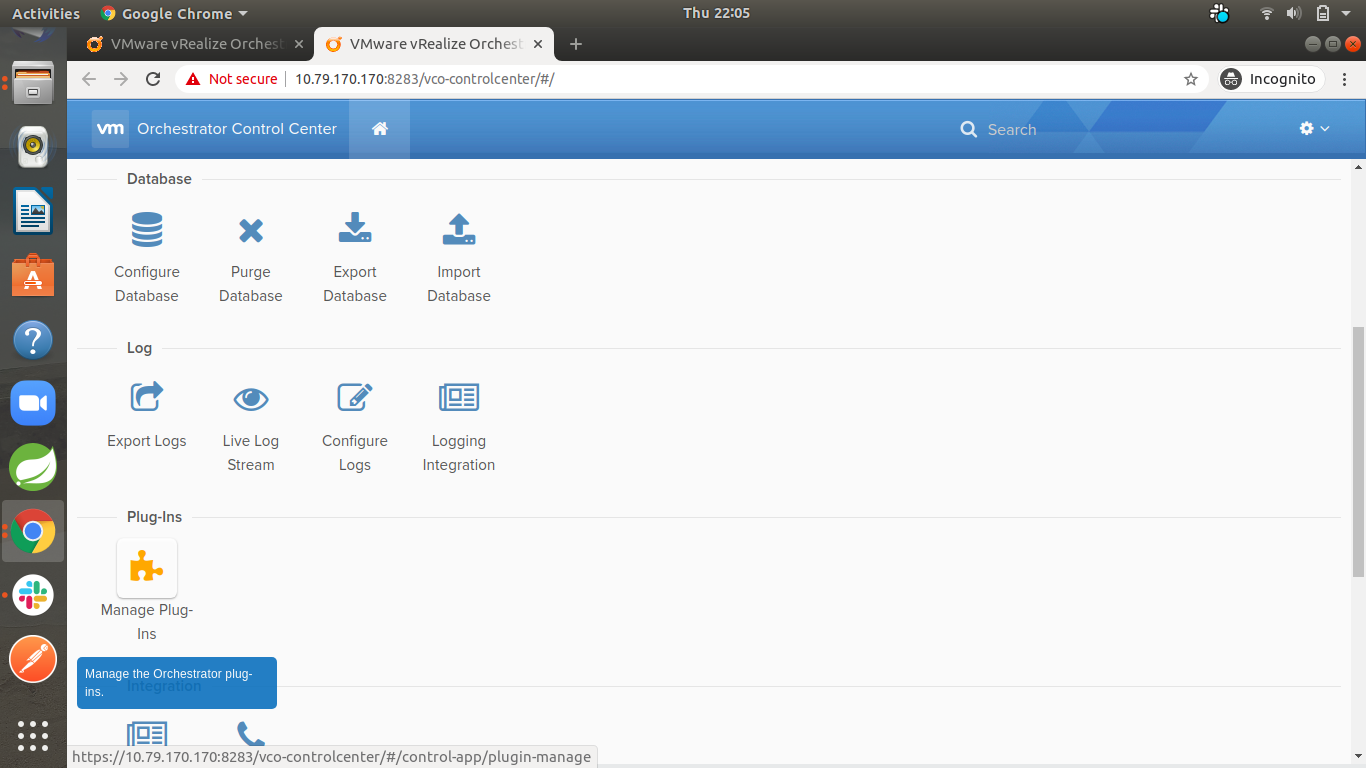 Activities
Google Chrome
Thu 22:05
VMware vRealize Orchest
VMware vRealize Orchest
Not secure
10.79.170.170:8283/vco-controlcenter/#/
Incognito
vm
Orchestrator Control Center
Search
Database
Configure
Database
Purge
Database
Export
Database
Import
Database
Log
Export Logs
Live Log
Stream
Configure
Logs
Logging
Integration
Plug-Ins
Manage Plug-
Ins
Manage the Orchestrator plug-
ins.
Integration
https://10.79.170.170:8283/vco-controlcenter/#/control-app/plugin-manage